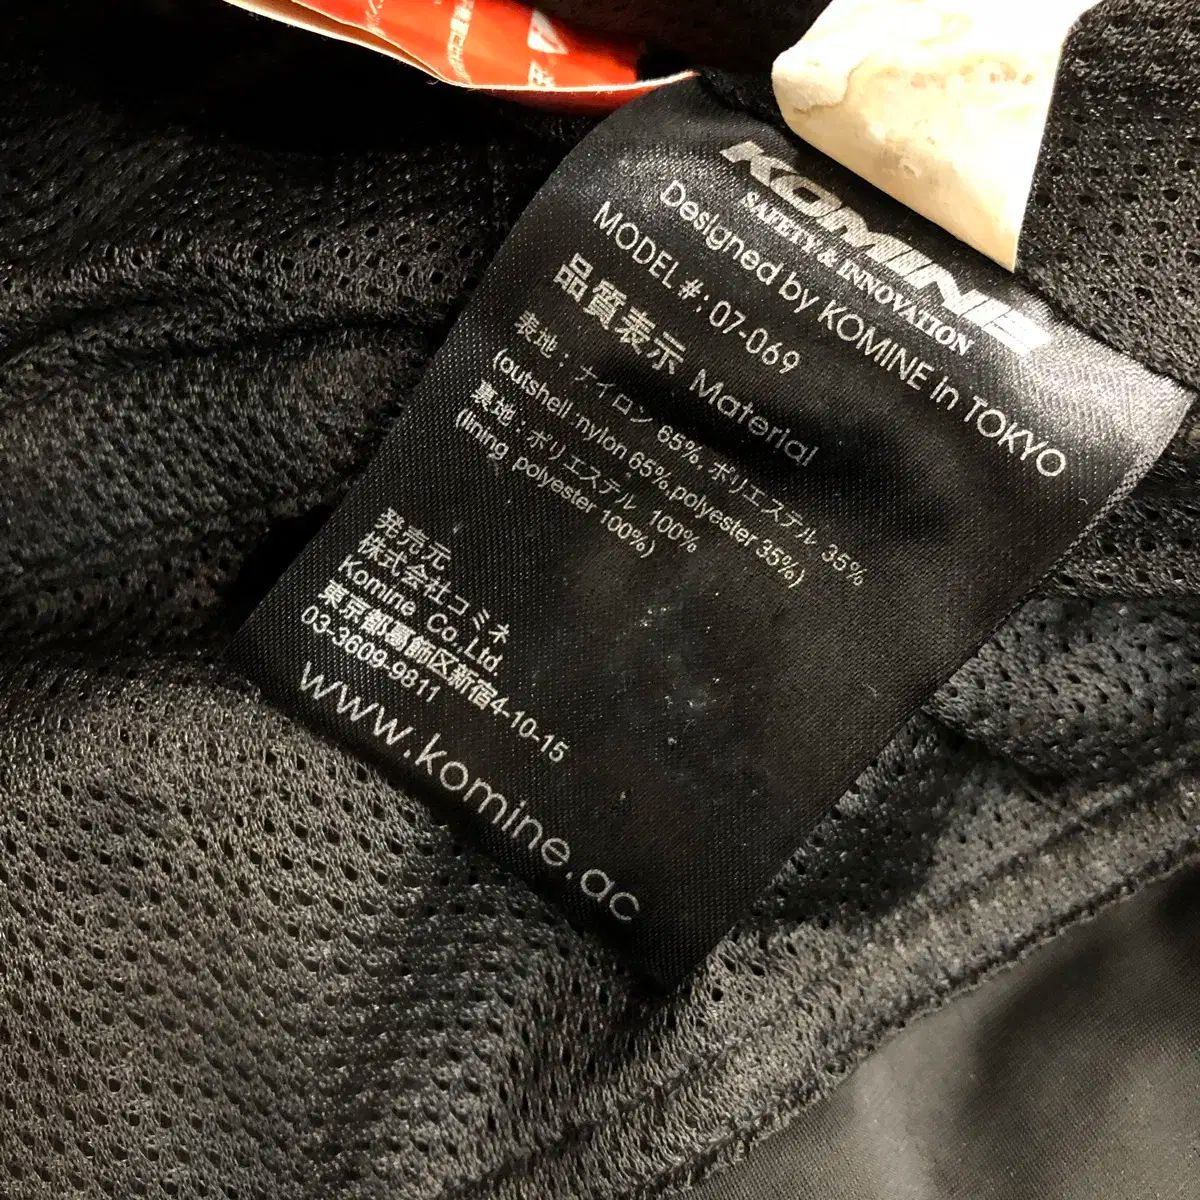 KOMINE
SAFETY & INNOVATION
Designed by KOMINE in TOKYO
MODEL#: 07-069
品質表示 Material
表地：ナイロン 65%, ポリエステル 35%
(outshell nylon 65%,polyester 35%)
裏地：ポリエステル 100%
(lining polyester 100%)
発売元
株式会社コミネ
Komine Co.,Ltd.
東京都葛飾区新宿4-10-15
03-3609-9811
www.komine.ac